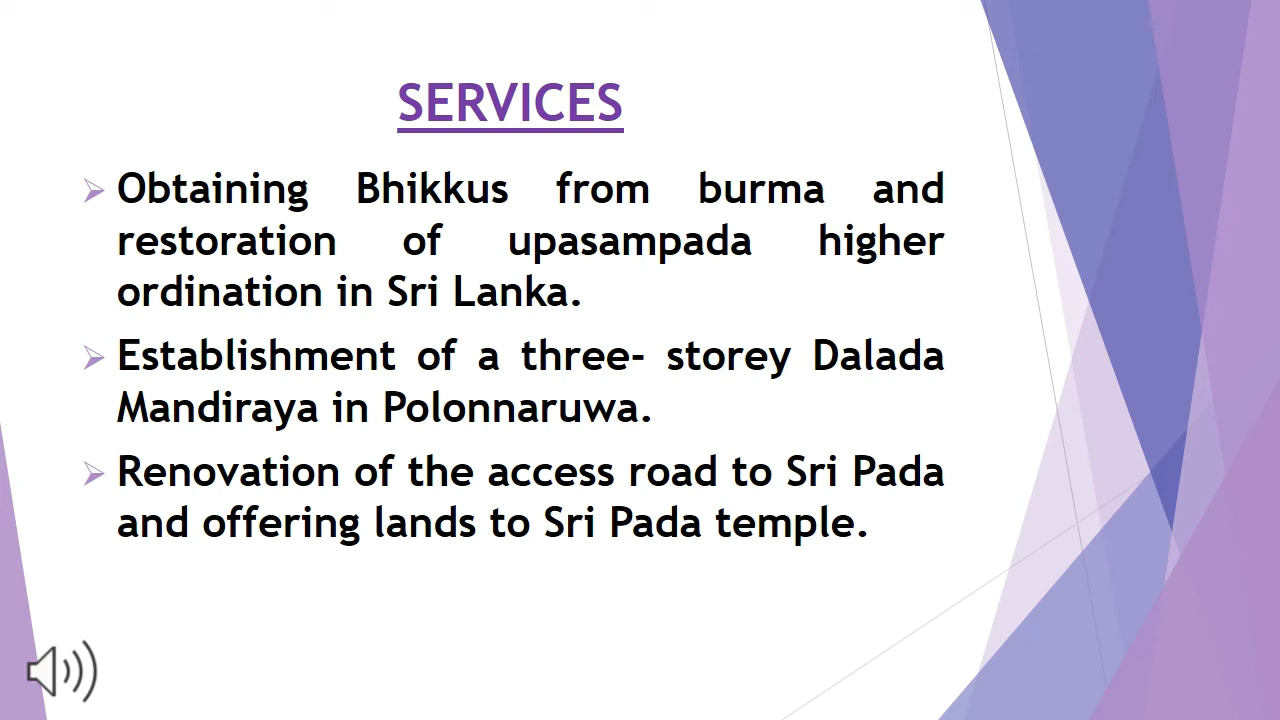 SERVICES
Obtaining Bhikkus from burma and
restoration of upasampada higher
ordination in Sri Lanka.
Establishment of a three- storey Dalada
Mandiraya in Polonnaruwa.
Renovation of the access road to Sri Pada
and offering lands to Sri Pada temple.